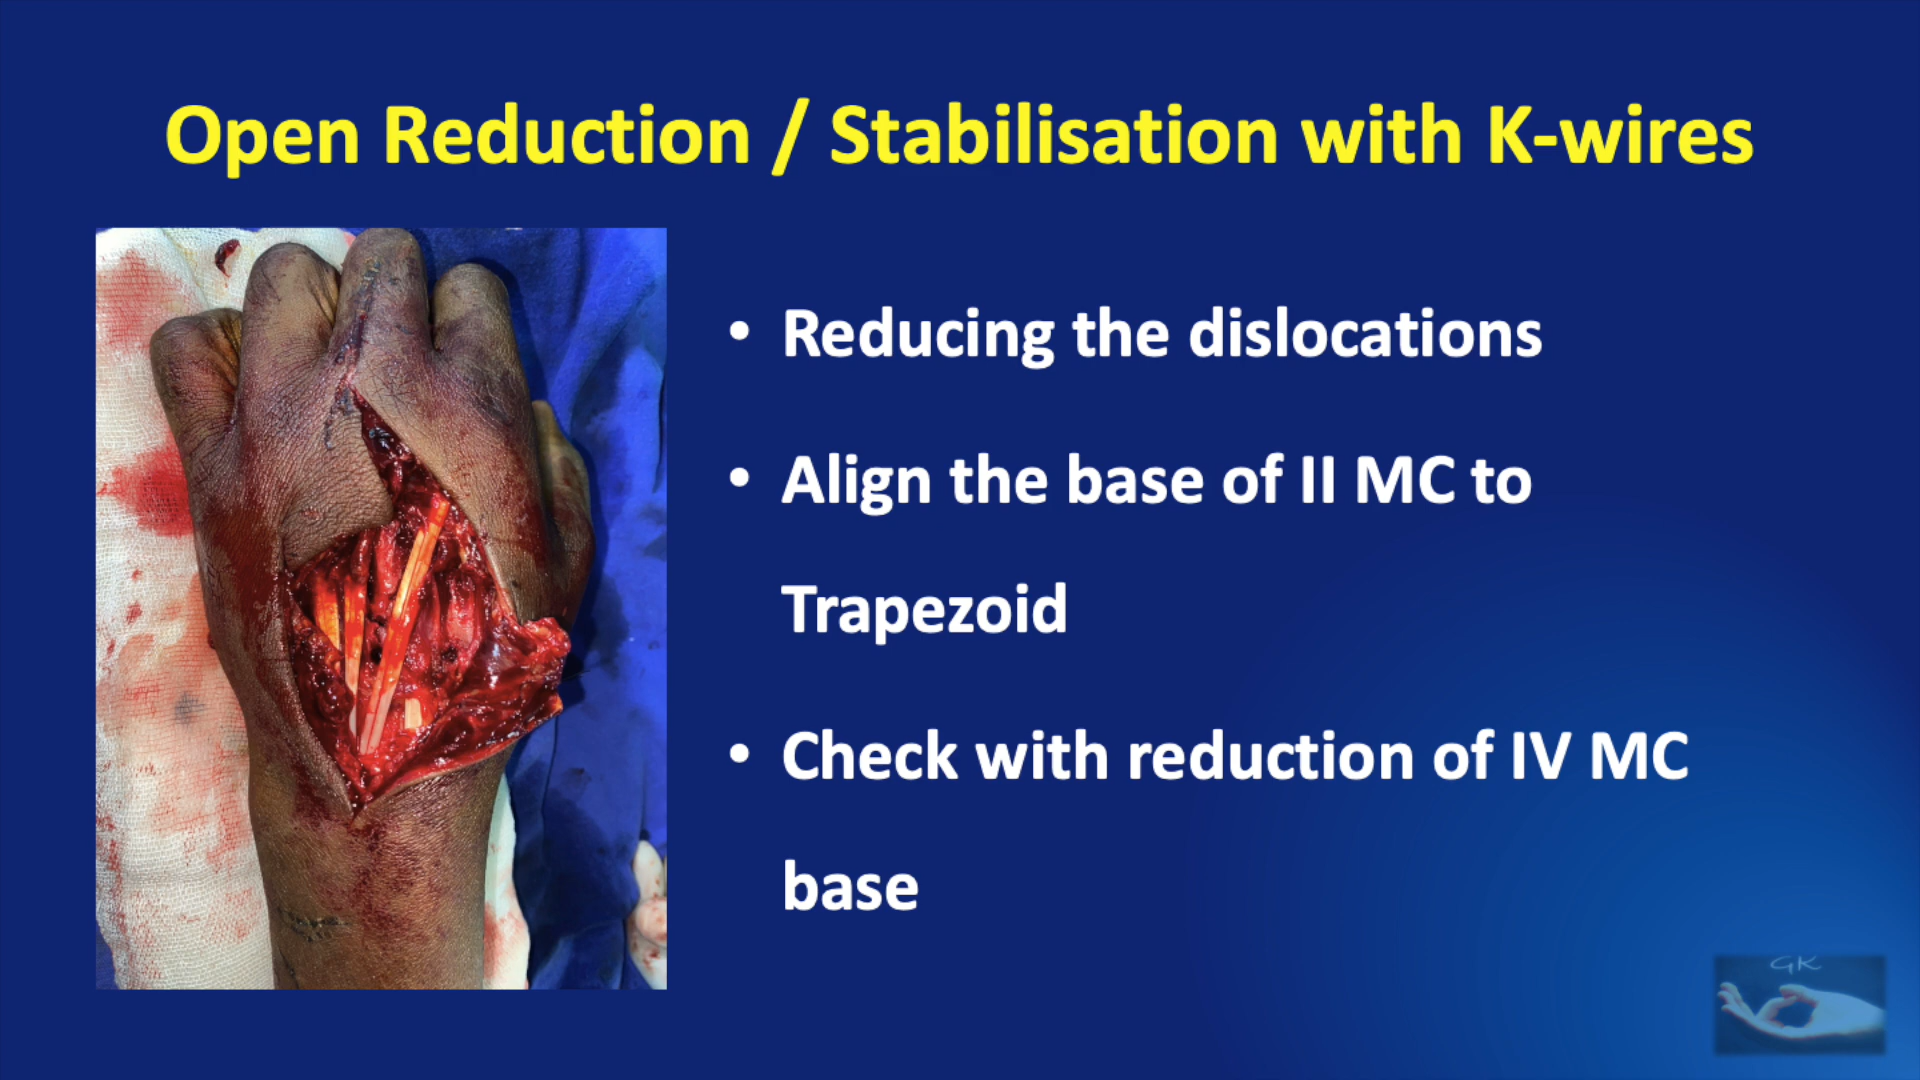 Open Reduction / Stabilisation with K-wires
• Reducing the dislocations
• Align the base of II MC to
Trapezoid
• Check with reduction of IV MC
base
GK